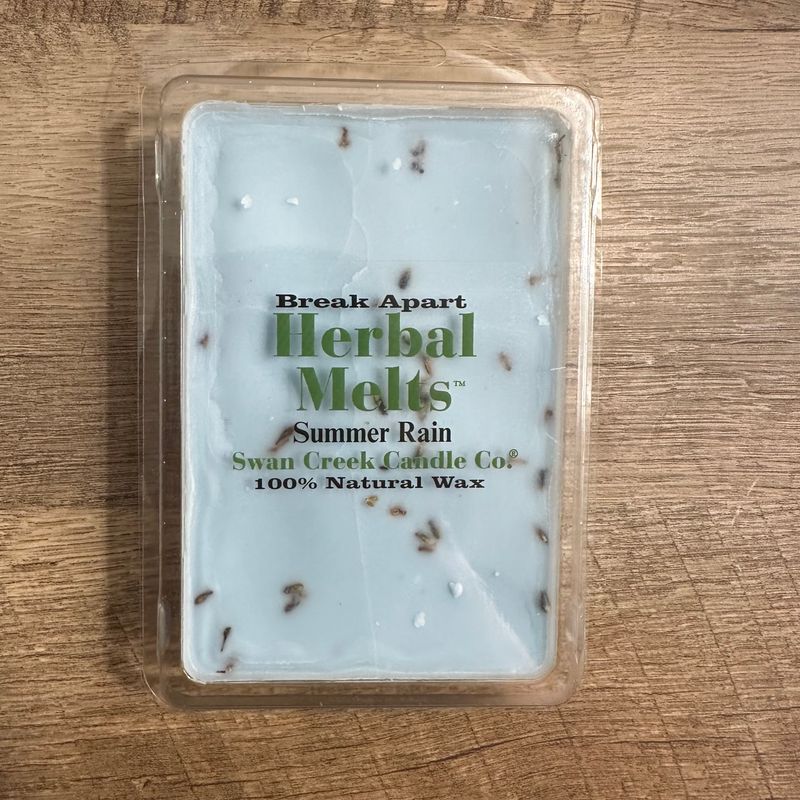 Break Apart
Herbal
Melts™
Summer Rain
Swan Creek Candle Co.®
100% Natural Wax